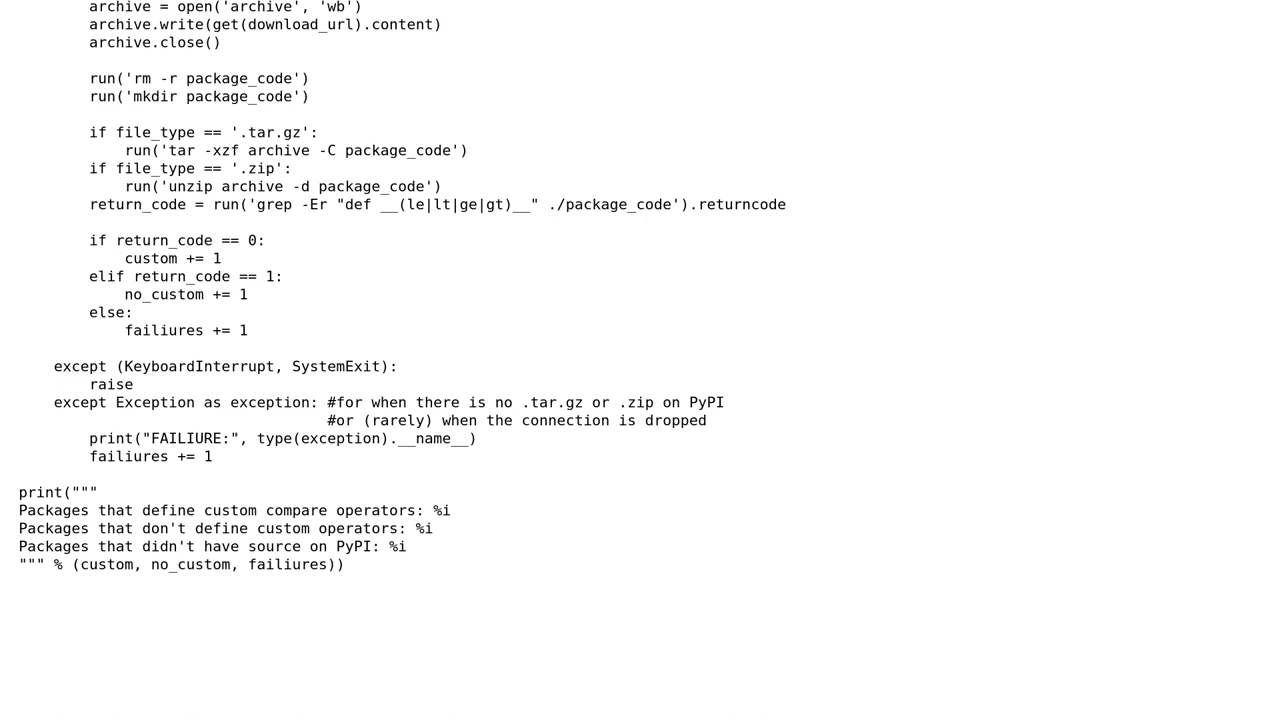 archive = open('archive', 'wb')
archive.write(get(download_url).content)
archive.close()
run('rm -r package_code')
run('mkdir package_code')
if file_type == '.tar.gz':
run('tar -xzf archive -C package_code')
if file_type == '.zip':
run('unzip archive -d package_code')
return_code = run('grep -Er "def __(le|lt|ge|gt)__" ./package_code').returncode
if return_code == 0:
custom += 1
elif return_code == 1:
no_custom += 1
else:
failiures += 1
except (KeyboardInterrupt, SystemExit):
raise
except Exception as exception: #for when there is no .tar.gz or .zip on PyPI
#or (rarely) when the connection is dropped
print("FAILIURE:", type(exception).__name__)
failiures += 1
print("""
Packages that define custom compare operators: %i
Packages that don't define custom operators: %i
Packages that didn't have source on PyPI: %i
""" % (custom, no_custom, failiures))